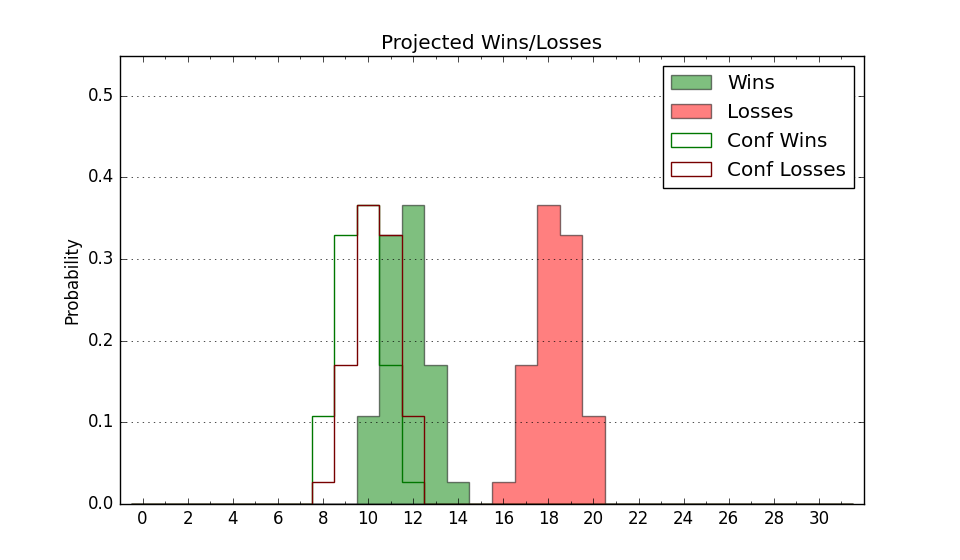 Projected Wins/Losses
Wins
Losses
Conf Wins
Conf Losses
Probability
0.5
0.4
0.3
0.2
0.1
0.0
0 2 4 6 8 10 12 14 16 18 20 22 24 26 28 30